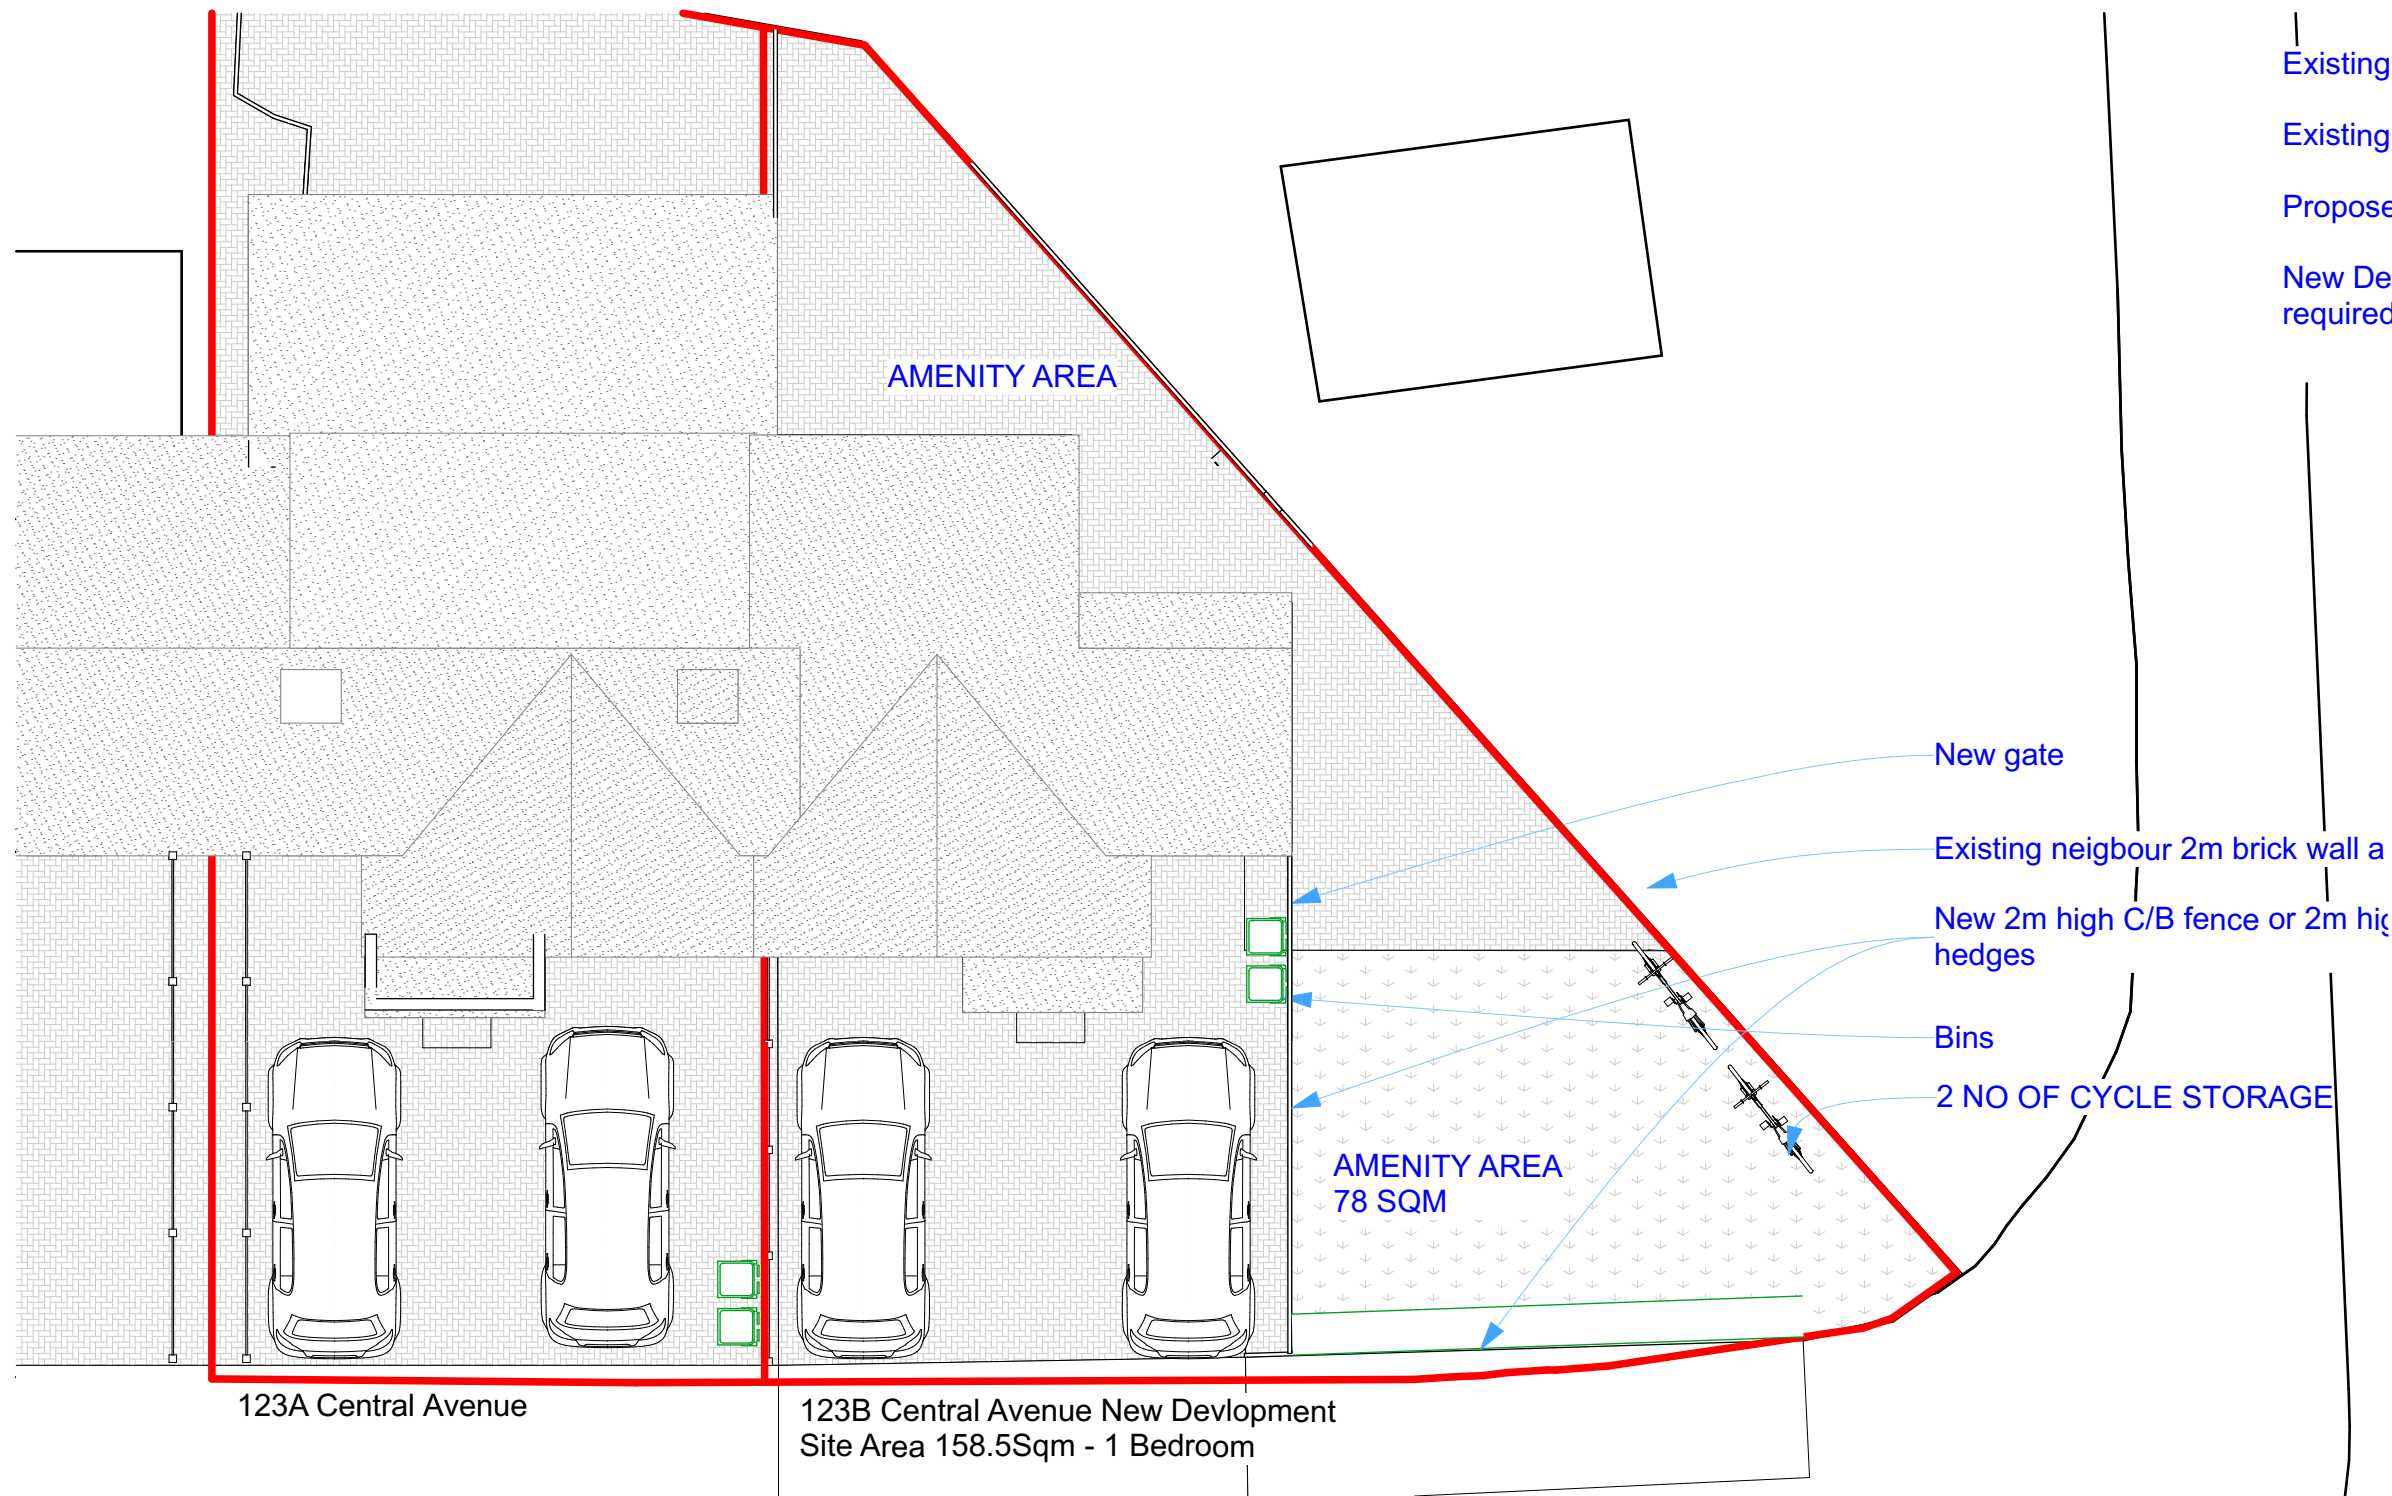 Existing
Existing
Propose
New De
required
AMENITY AREA
New gate
Existing neigbour 2m brick wall a
New 2m high C/B fence or 2m hig
hedges
Bins
2 NO OF CYCLE STORAGE
AMENITY AREA
78 SQM
123A Central Avenue
123B Central Avenue New Devlopment
Site Area 158.5Sqm - 1 Bedroom